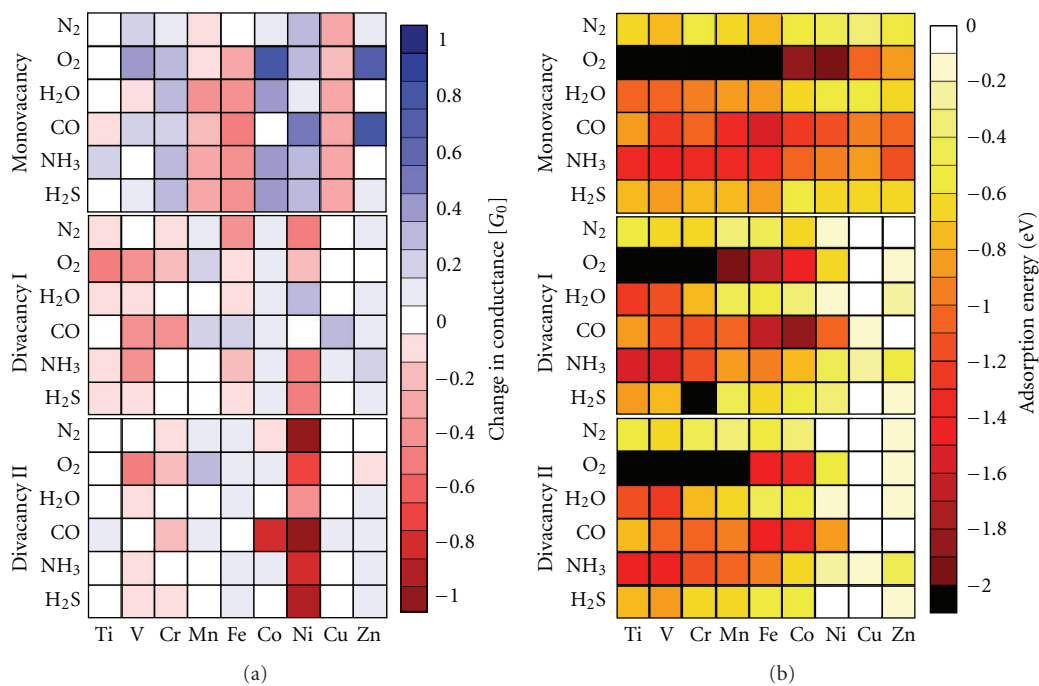 Monovacancy
N₂
O₂
H₂O
CO
NH₃
H₂S
Divacancy I
N₂
O₂
H₂O
CO
NH₃
H₂S
Divacancy II
N₂
O₂
H₂O
CO
NH₃
H₂S
Ti V Cr Mn Fe Co Ni Cu Zn
1
0.8
0.6
0.4
0.2
0
−0.2
−0.4
−0.6
−0.8
−1
Change in conductance [G₀]
(a)
Monovacancy
N₂
O₂
H₂O
CO
NH₃
H₂S
Divacancy I
N₂
O₂
H₂O
CO
NH₃
H₂S
Divacancy II
N₂
O₂
H₂O
CO
NH₃
H₂S
Ti V Cr Mn Fe Co Ni Cu Zn
0
−0.2
−0.4
−0.6
−0.8
−1
−1.2
−1.4
−1.6
−1.8
−2
Adsorption energy (eV)
(b)